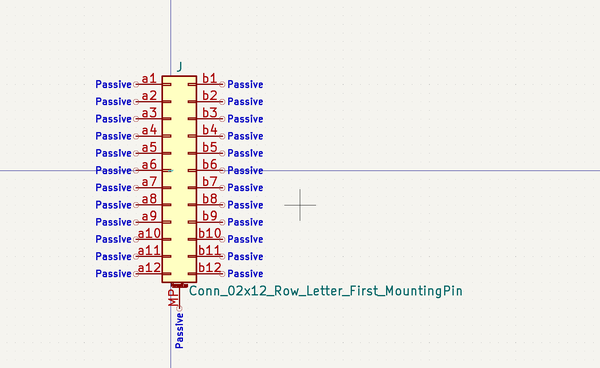 J
Passive a1 b1 Passive
Passive a2 b2 Passive
Passive a3 b3 Passive
Passive a4 b4 Passive
Passive a5 b5 Passive
Passive a6 b6 Passive
Passive a7 b7 Passive
Passive a8 b8 Passive
Passive a9 b9 Passive
Passive a10 b10 Passive
Passive a11 b11 Passive
Passive a12 b12 Passive
MP Conn_02x12_Row_Letter_First_MountingPin
Passive